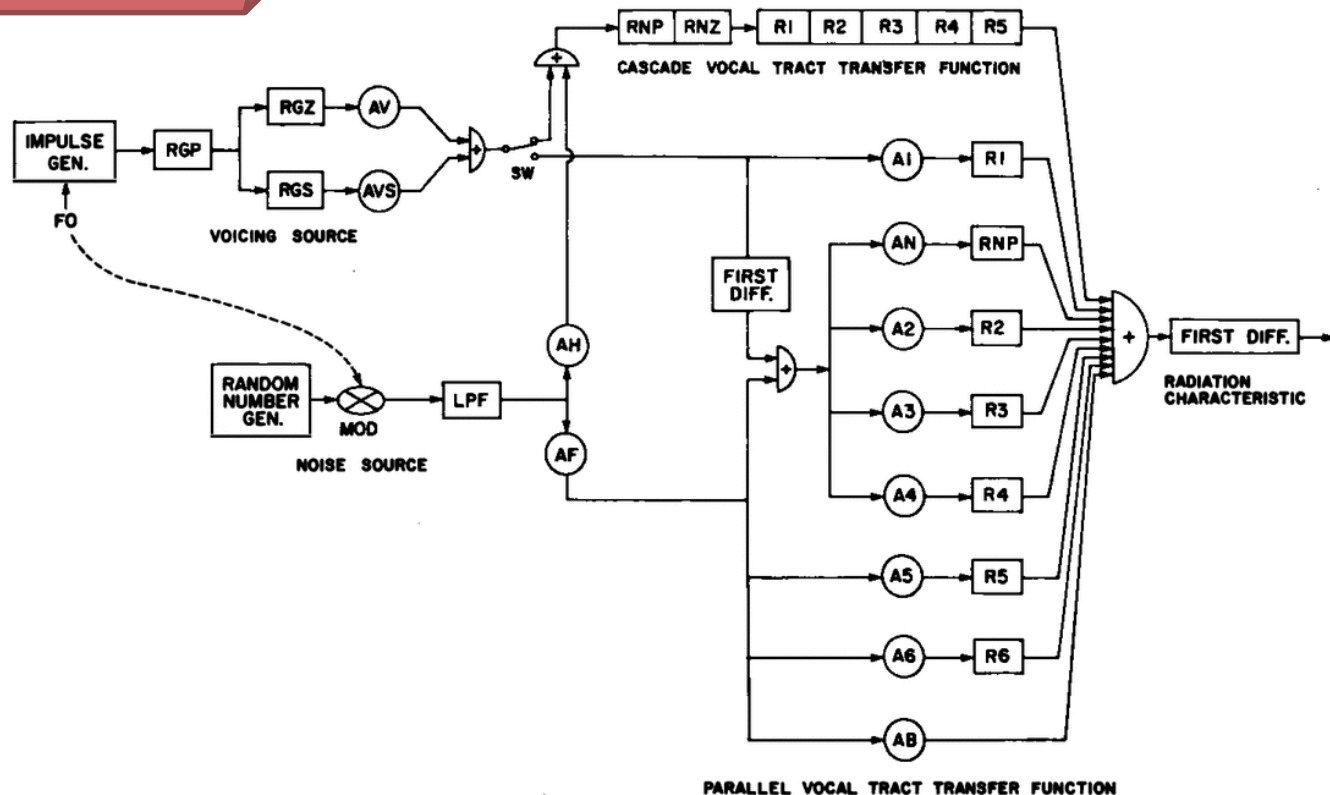 RNP RNZ R1 R2 R3 R4 R5
CASCADE VOCAL TRACT TRANSFER FUNCTION
+
IMPULSE
GEN.
RGP
RGZ
AV
RGS
AVS
+
SW
FO
VOICING SOURCE
A1
R1
AN
RNP
FIRST
DIFF.
A2
R2
+
A3
R3
A4
R4
A5
R5
A6
R6
AB
+
FIRST DIFF.
RADIATION
CHARACTERISTIC
RANDOM
NUMBER
GEN.
MOD
LPF
AH
AF
NOISE SOURCE
PARALLEL VOCAL TRACT TRANSFER FUNCTION